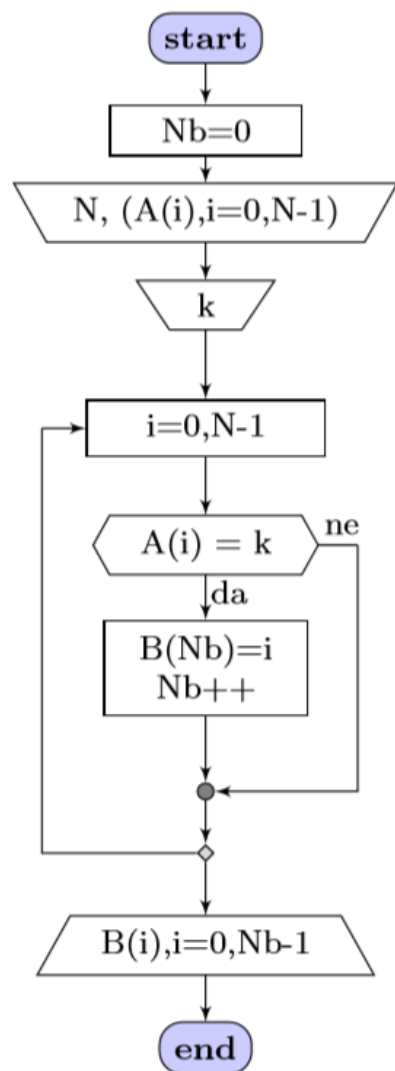 start
Nb=0
N, (A(i),i=0,N-1)
k
i=0,N-1
A(i) = k
ne
da
B(Nb)=i
Nb++
B(i),i=0,Nb-1
end